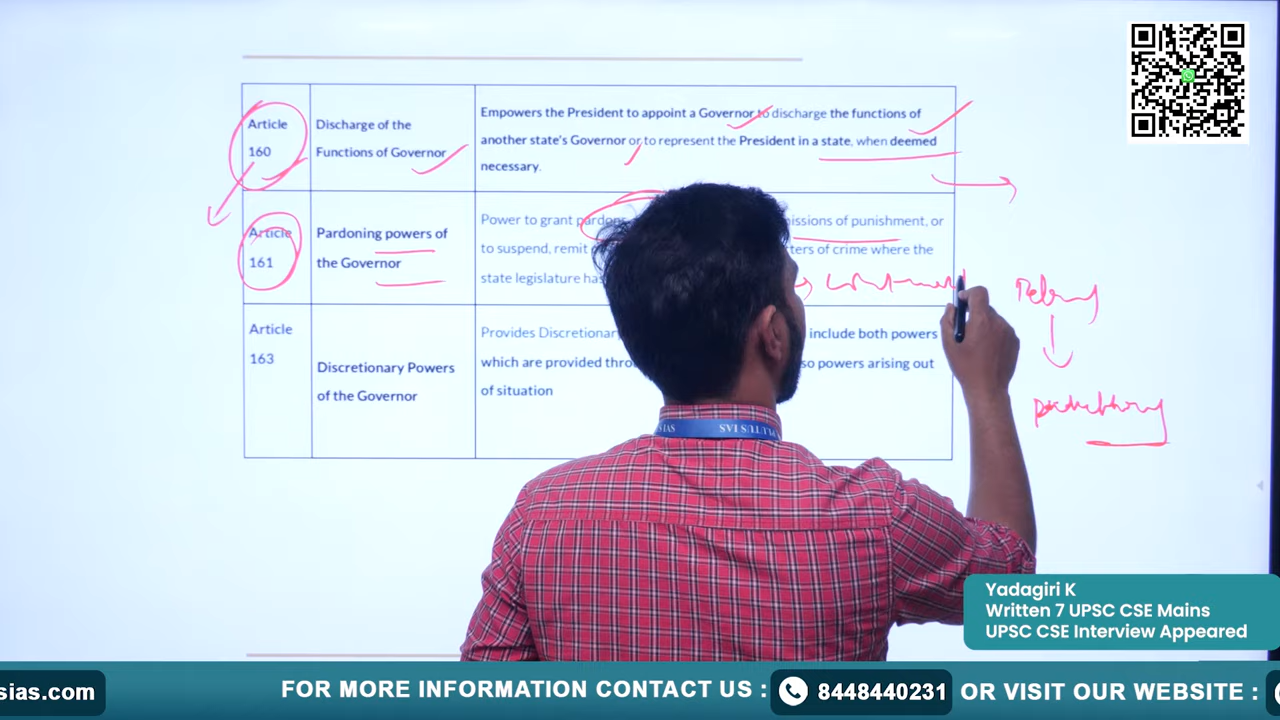 Article
160
Discharge of the
Functions of Governor
Empowers the President to appoint a Governor to discharge the functions of
another state's Governor or to represent the President in a state, when deemed
necessary.
Article
161
Pardoning powers of
the Governor
Power to grant pardons issions of punishment, or
to suspend, remit ters of crime where the
state legislature has
Article
163
Discretionary Powers
of the Governor
Provides Discretionary include both powers
which are provided so powers arising out
of situation
SIAS
Yadagiri K
Written 7 UPSC CSE Mains
UPSC CSE Interview Appeared
sias.com
FOR MORE INFORMATION CONTACT US : 8448440231 OR VISIT OUR WEBSITE :